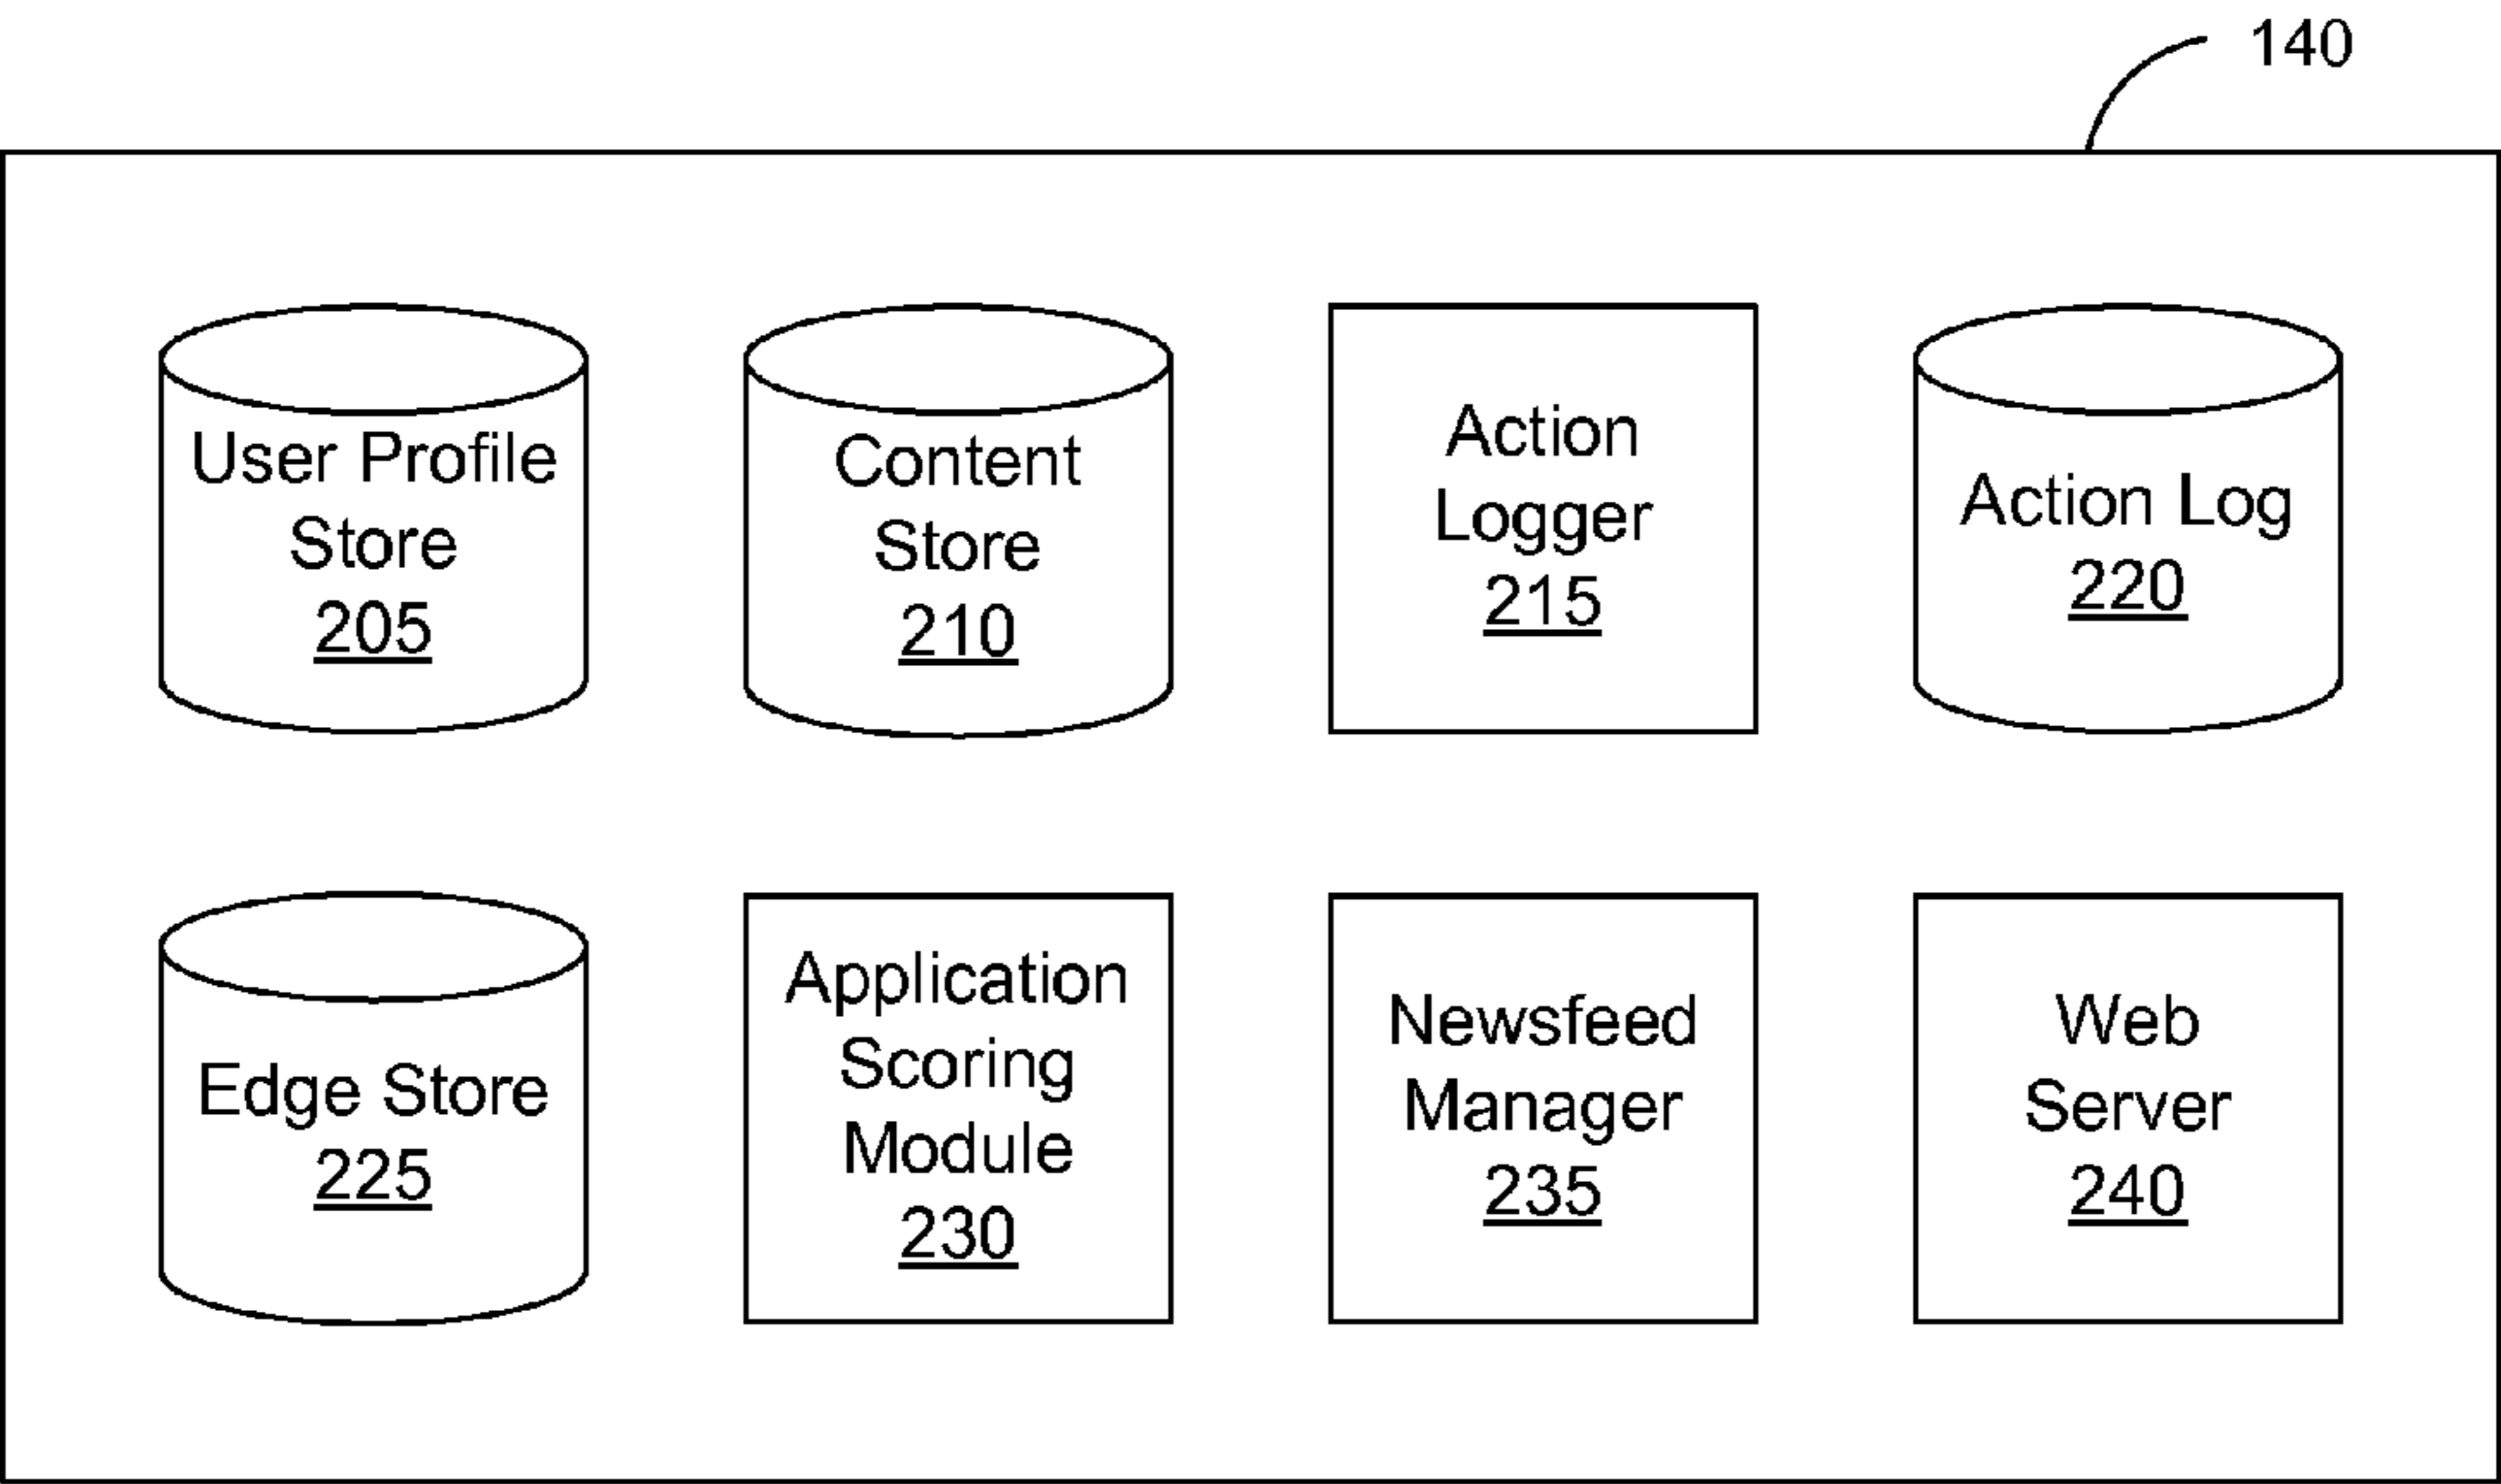 140
User Profile
Store
205
Content
Store
210
Action
Logger
215
Action Log
220
Edge Store
225
Application
Scoring
Module
230
Newsfeed
Manager
235
Web
Server
240